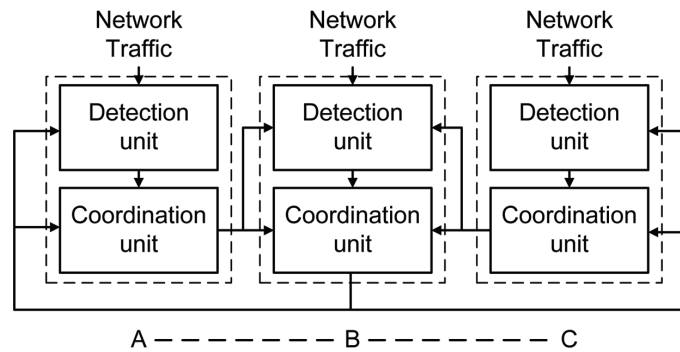 Network
Traffic
Network
Traffic
Network
Traffic
Detection
unit
Detection
unit
Detection
unit
Coordination
unit
Coordination
unit
Coordination
unit
A
B
C